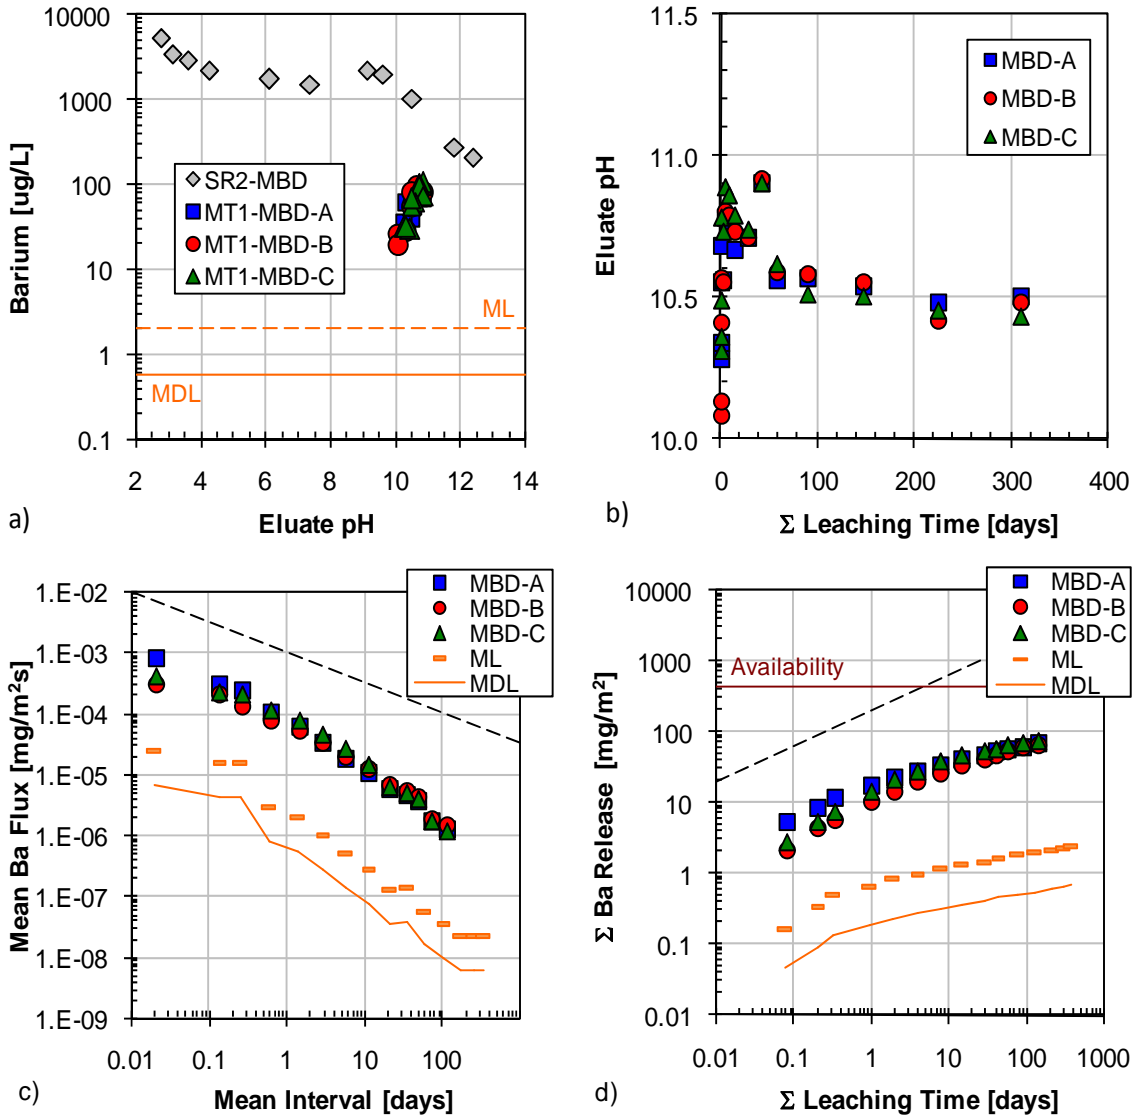 10000
1000
100
10
1
0.1
Barium [ug/L]
SR2-MBD
MT1-MBD-A
MT1-MBD-B
MT1-MBD-C
ML
MDL
2 4 6 8 10 12 14
Eluate pH
a)
11.5
11.0
10.5
10.0
Eluate pH
MBD-A
MBD-B
MBD-C
0 100 200 300 400
Σ Leaching Time [days]
b)
1.E-02
1.E-03
1.E-04
1.E-05
1.E-06
1.E-07
1.E-08
1.E-09
Mean Ba Flux [mg/m²s]
MBD-A
MBD-B
MBD-C
ML
MDL
0.01 0.1 1 10 100
Mean Interval [days]
c)
10000
1000
100
10
1
0.1
0.01
Σ Ba Release [mg/m²]
MBD-A
MBD-B
MBD-C
ML
MDL
Availability
0.01 0.1 1 10 100 1000
Σ Leaching Time [days]
d)